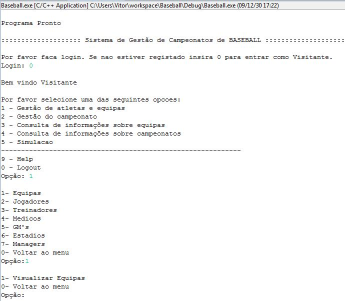 Baseball.exe [C/C++ Application] C:\Users\Vitor\workspace\Baseball\Debug\Baseball.exe (09/12/30 17:22)
Programa Pronto
:::::::::::::::::::: Sistema de Gestão de Campeonatos de BASEBALL ::::::::::::::::::::
Por favor faca login. Se nao estiver registado insira 0 para entrar como Visitante.
Login: 0
Bem vindo Visitante
Por favor selecione uma das seguintes opcoes:
1 - Gestão de atletas e equipas
2 - Gestão do campeonato
3 - Consulta de informações sobre equipas
4 - Consulta de informações sobre campeonatos
5 - Simulacao
------------------------------------------------------------
9 - Help
0 - Logout
Opção: 1
1- Equipas
2- Jogadores
3- Treinadores
4- Medicos
5- GM's
6- Estadios
7- Managers
0- Voltar ao menu
Opção:1
1- Visualizar Equipas
0- Voltar ao menu
Opção: